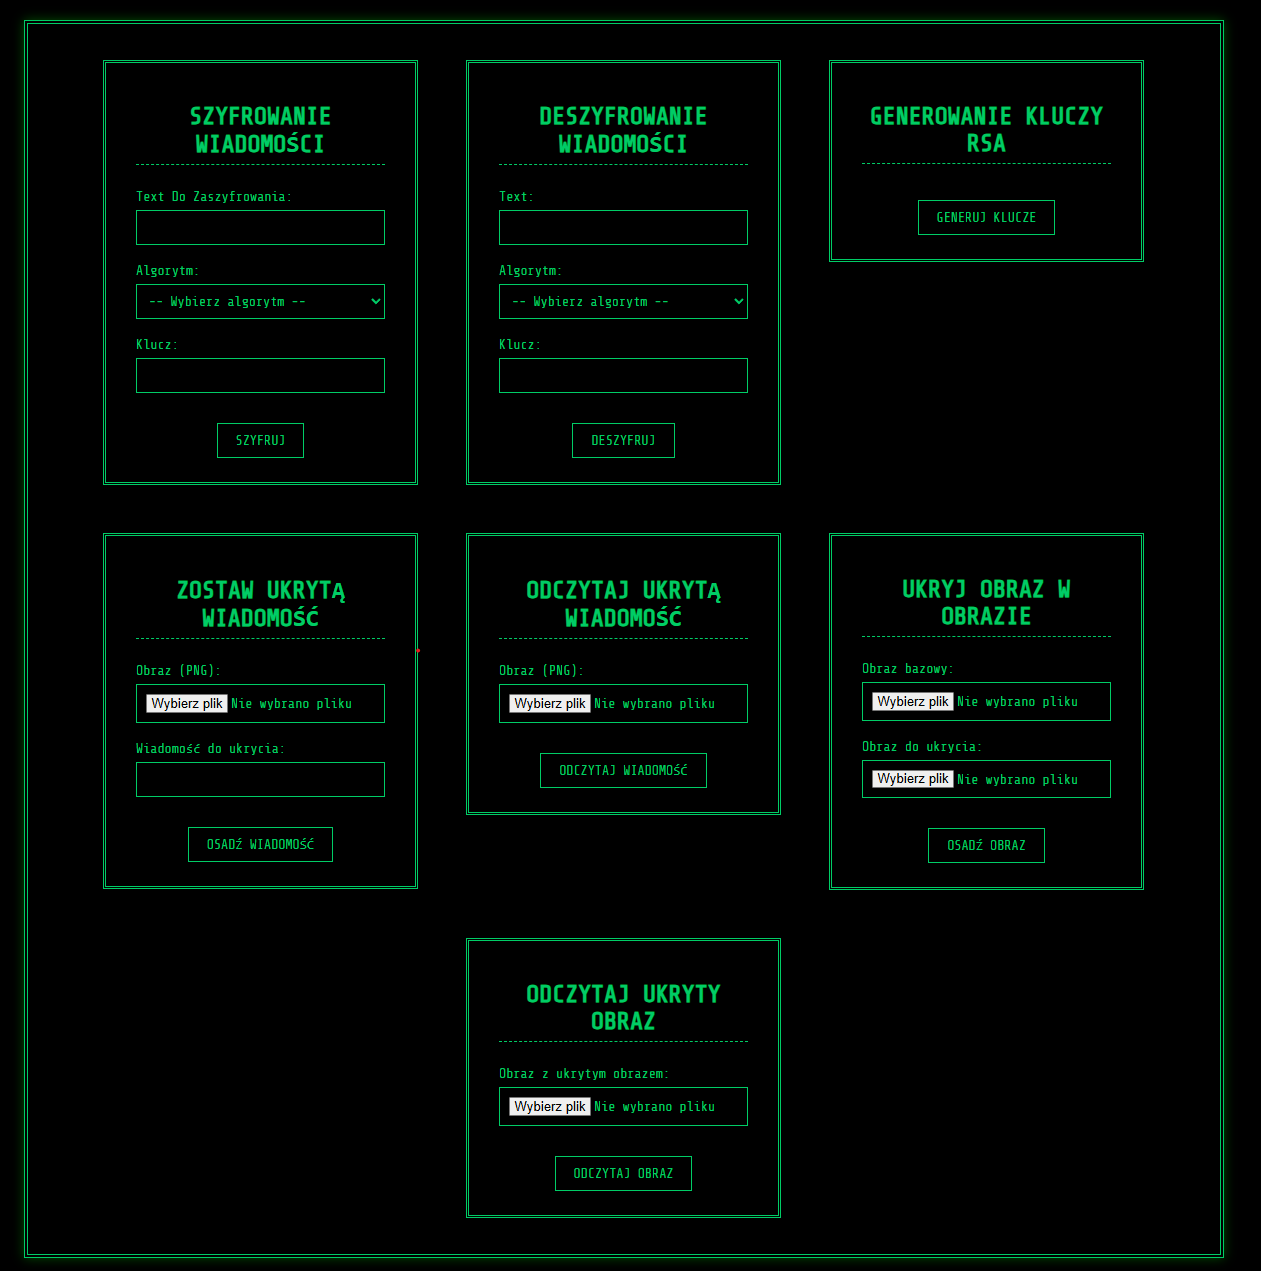 SZYFROWANIE
WIADOMOŚCI
Text Do Zaszyfrowania:
Algorytm:
-- Wybierz algorytm --
Klucz:
SZYFRUJ
DESZYFROWANIE
WIADOMOŚCI
Text:
Algorytm:
-- Wybierz algorytm --
Klucz:
DESZYFRUJ
GENEROWANIE KLUCZY
RSA
GENERUJ KLUCZE
ZOSTAW UKRYTĄ
WIADOMOŚĆ
Obraz (PNG):
Wybierz plik Nie wybrano pliku
Wiadomość do ukrycia:
OSADŹ WIADOMOŚĆ
ODCZYTAJ UKRYTĄ
WIADOMOŚĆ
Obraz (PNG):
Wybierz plik Nie wybrano pliku
ODCZYTAJ WIADOMOŚĆ
UKRYJ OBRAZ W
OBRAZIE
Obraz bazowy:
Wybierz plik Nie wybrano pliku
Obraz do ukrycia:
Wybierz plik Nie wybrano pliku
OSADŹ OBRAZ
ODCZYTAJ UKRYTY
OBRAZ
Obraz z ukrytym obrazem:
Wybierz plik Nie wybrano pliku
ODCZYTAJ OBRAZ